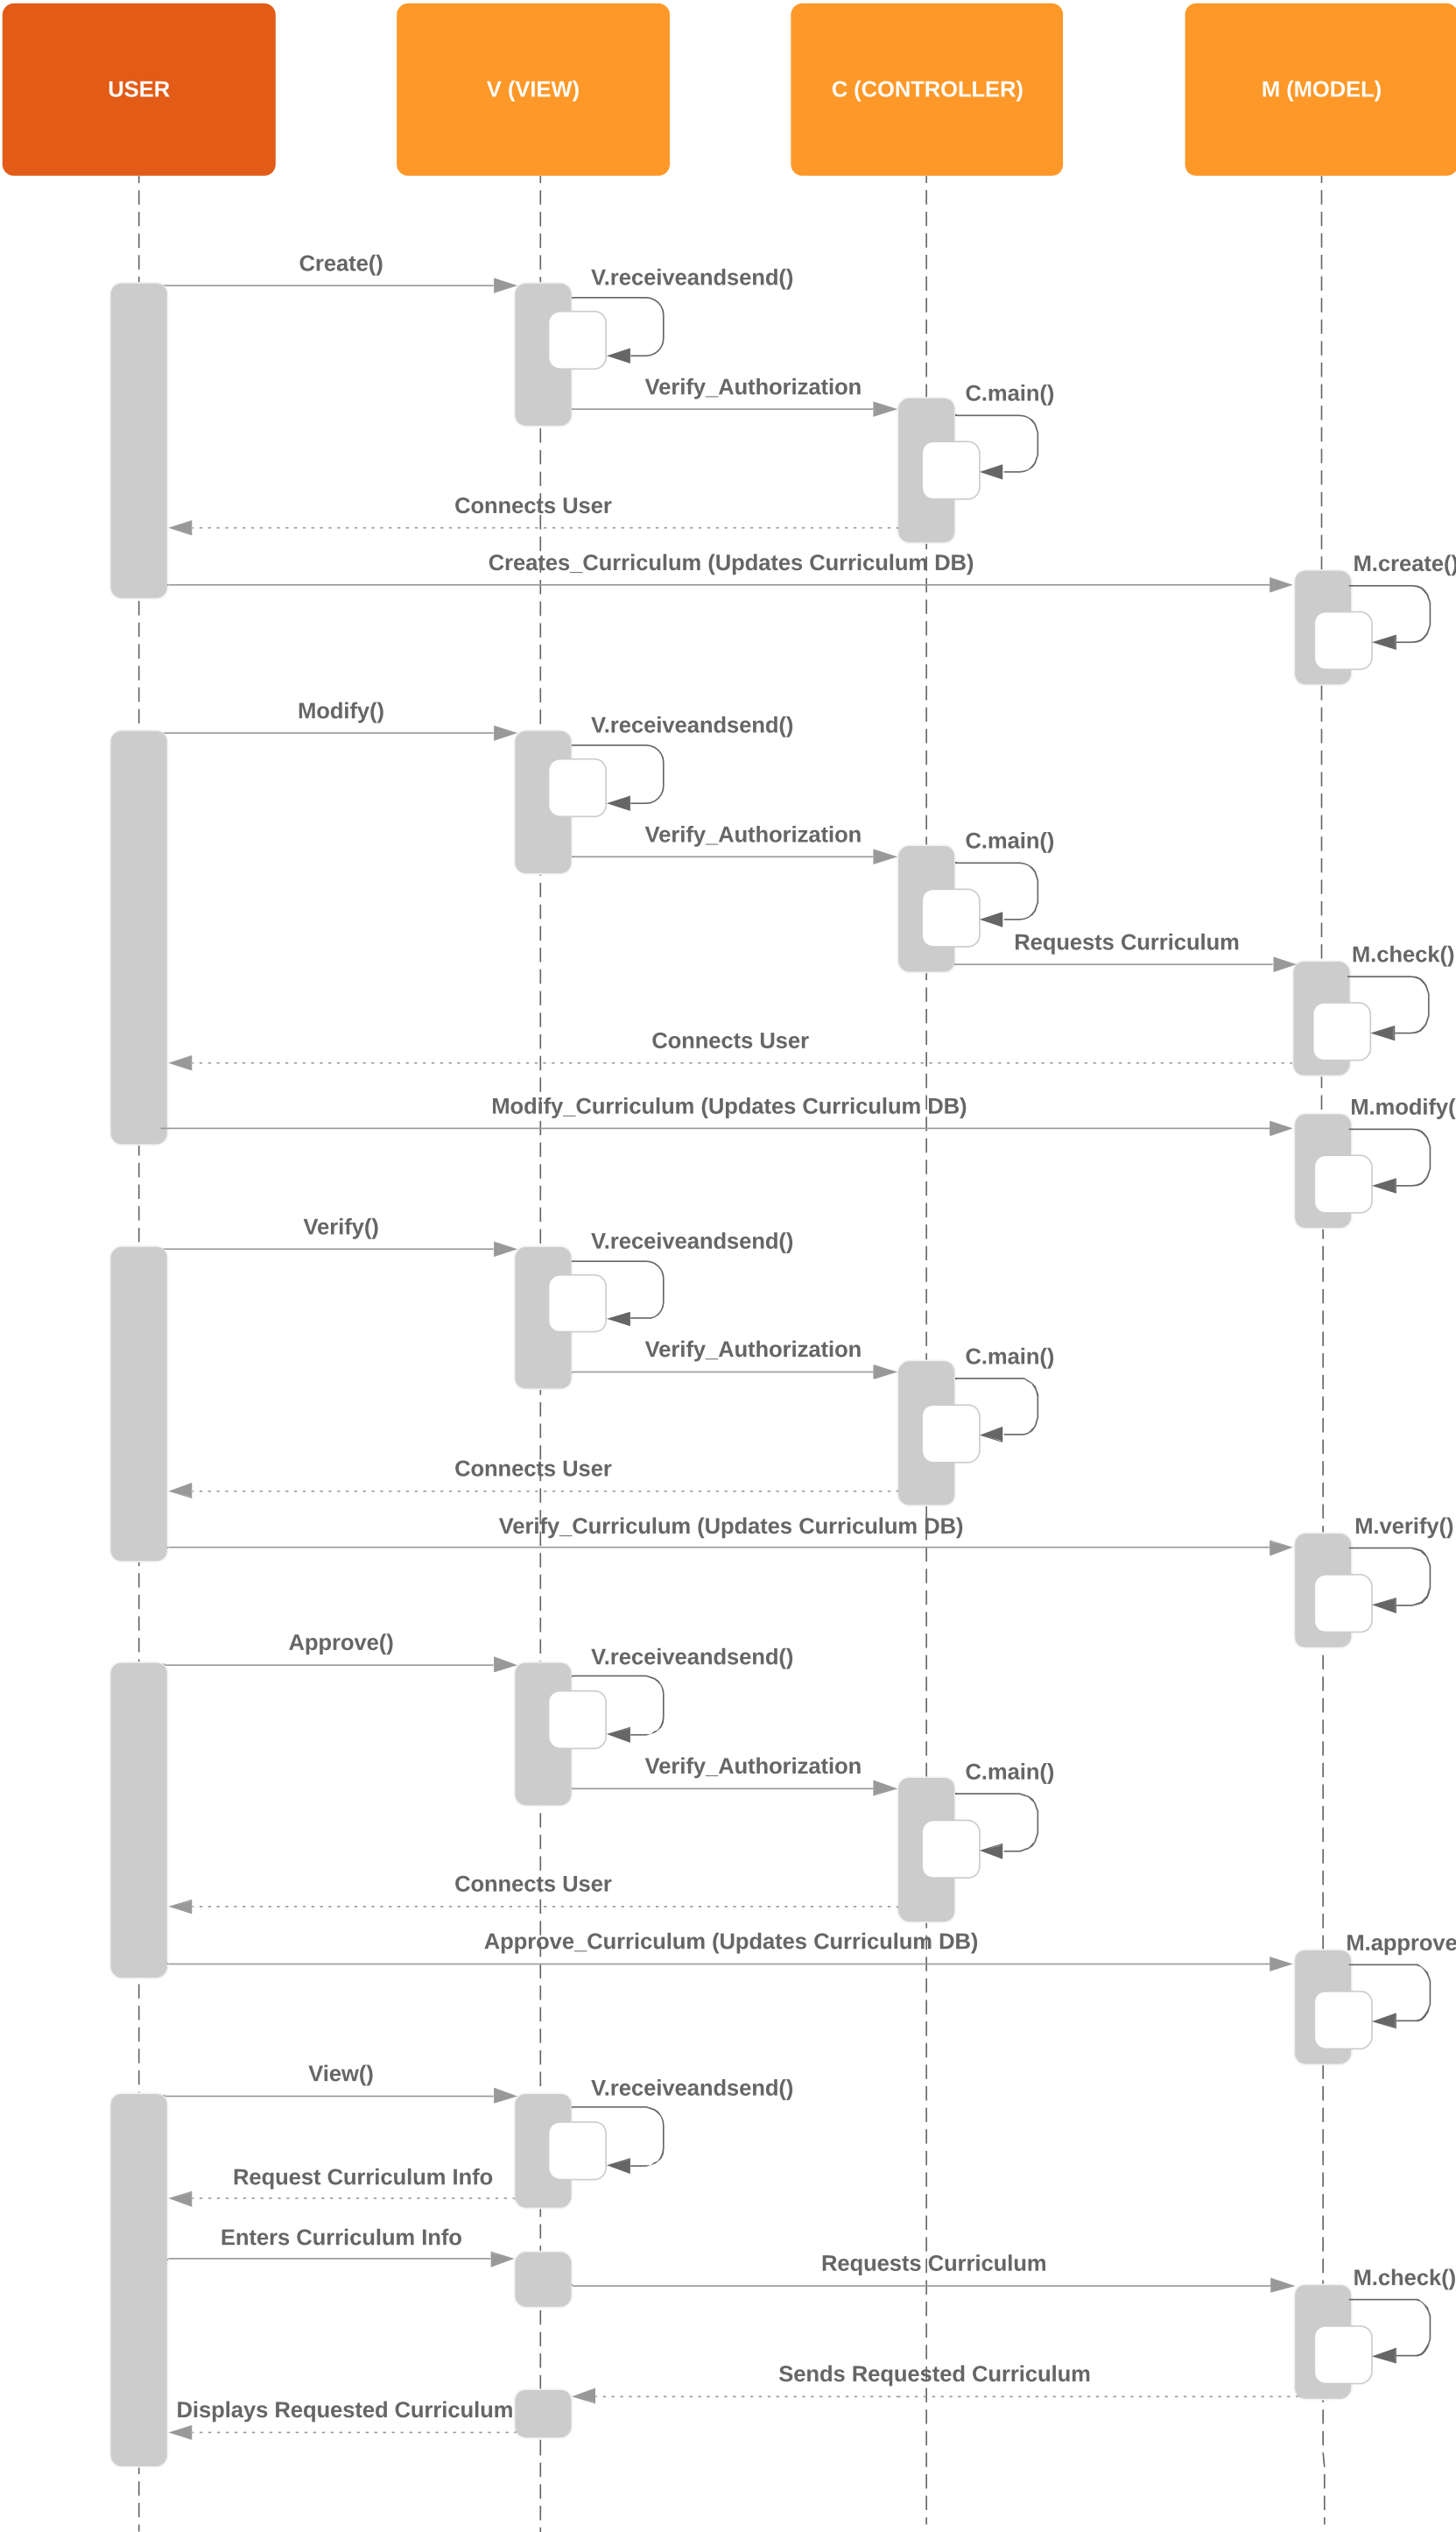 USER
V (VIEW)
C (CONTROLLER)
M (MODEL)
Create()
V.receiveandsend()
Verify_Authorization
C.main()
Connects User
Creates_Curriculum (Updates Curriculum DB)
M.create()
Modify()
V.receiveandsend()
Verify_Authorization
C.main()
Requests Curriculum
M.check()
Connects User
Modify_Curriculum (Updates Curriculum DB)
M.modify(
Verify()
V.receiveandsend()
Verify_Authorization
C.main()
Connects User
Verify_Curriculum (Updates Curriculum DB)
M.verify()
Approve()
V.receiveandsend()
Verify_Authorization
C.main()
Connects User
Approve_Curriculum (Updates Curriculum DB)
M.approve
View()
V.receiveandsend()
Request Curriculum Info
Enters Curriculum Info
Requests Curriculum
M.check()
Sends Requested Curriculum
Displays Requested Curriculum